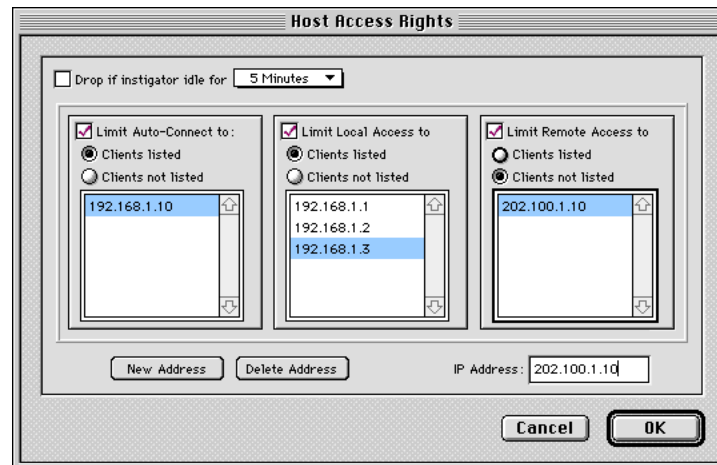 Host Access Rights
Drop if instigator idle for 5 Minutes
Limit Auto-Connect to:
Clients listed
Clients not listed
192.168.1.10
Limit Local Access to
Clients listed
Clients not listed
192.168.1.1
192.168.1.2
192.168.1.3
Limit Remote Access to
Clients listed
Clients not listed
202.100.1.10
New Address
Delete Address
IP Address: 202.100.1.10
Cancel
OK